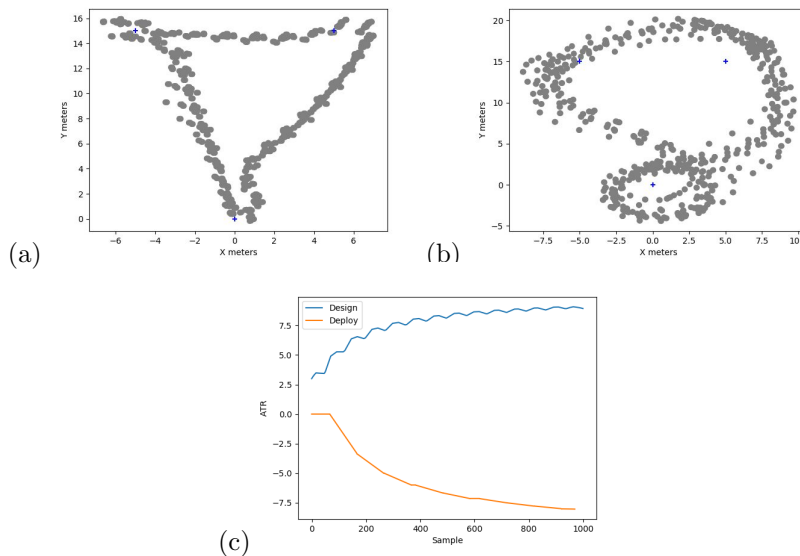 16
14
12
10
8
6
4
2
0
Y meters
−6 −4 −2 0 2 4 6
X meters
(a)
20
15
10
5
0
−5
Y meters
−7.5 −5.0 −2.5 0.0 2.5 5.0 7.5 10.
X meters
(b)
Design
Deploy
7.5
5.0
2.5
0.0
−2.5
−5.0
−7.5
ATR
0 200 400 600 800 1000
Sample
(c)